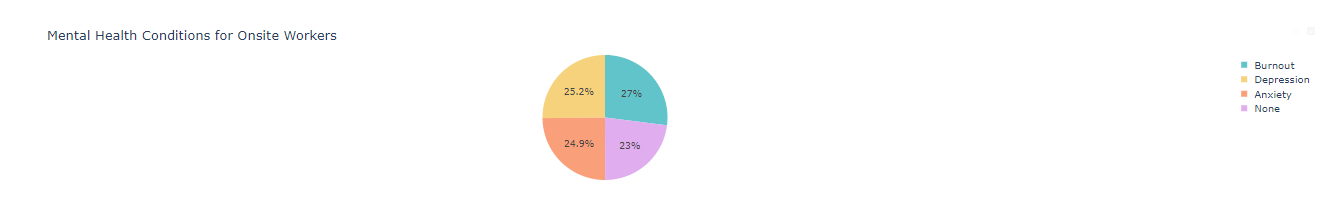 Mental Health Conditions for Onsite Workers
25.2%
27%
24.9%
23%
Burnout
Depression
Anxiety
None